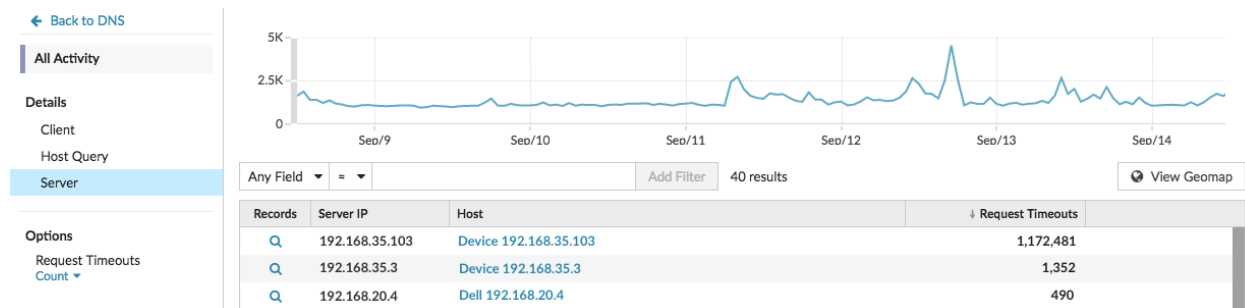 Back to DNS
All Activity
Details
Client
Host Query
Server
Options
Request Timeouts
Count
5K
2.5K
0
Sep/9 Sep/10 Sep/11 Sep/12 Sep/13 Sep/14
Any Field ≈ Add Filter 40 results View Geomap
Records Server IP Host ↓ Request Timeouts
192.168.35.103 Device 192.168.35.103 1,172,481
192.168.35.3 Device 192.168.35.3 1,352
192.168.20.4 Dell 192.168.20.4 490